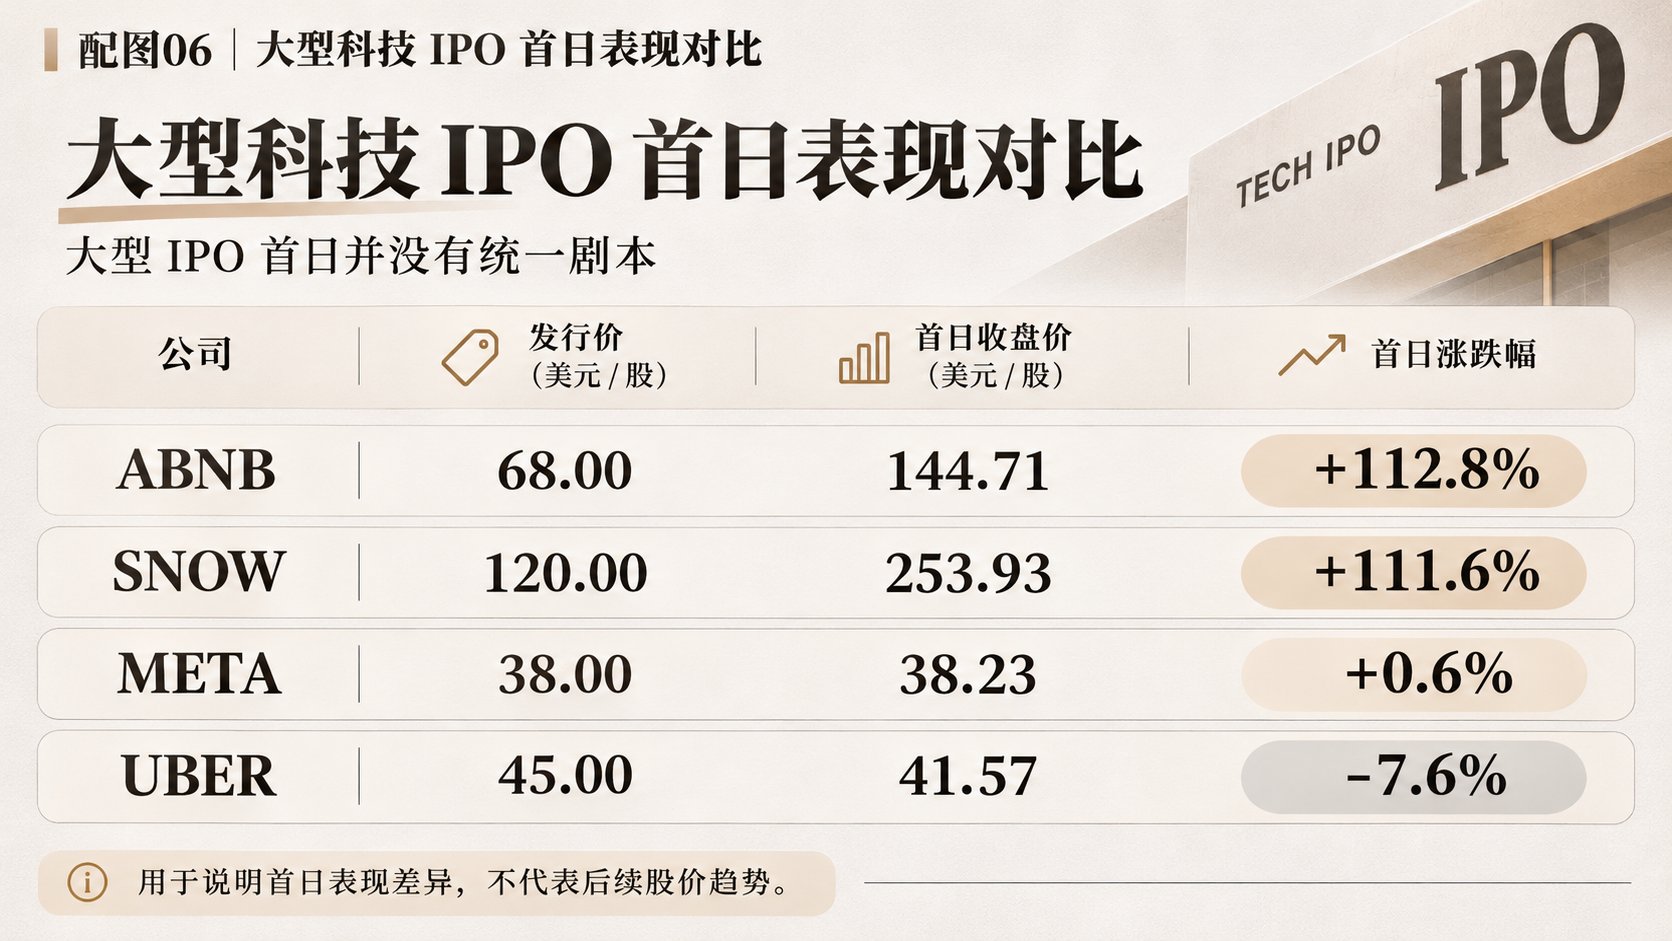 配图06｜大型科技 IPO 首日表现对比
TECH IPO
IPO
大型科技 IPO 首日表现对比
大型 IPO 首日并没有统一剧本
公司
发行价
（美元 / 股）
首日收盘价
（美元 / 股）
首日涨跌幅
ABNB 68.00 144.71 +112.8%
SNOW 120.00 253.93 +111.6%
META 38.00 38.23 +0.6%
UBER 45.00 41.57 –7.6%
用于说明首日表现差异，不代表后续股价趋势。